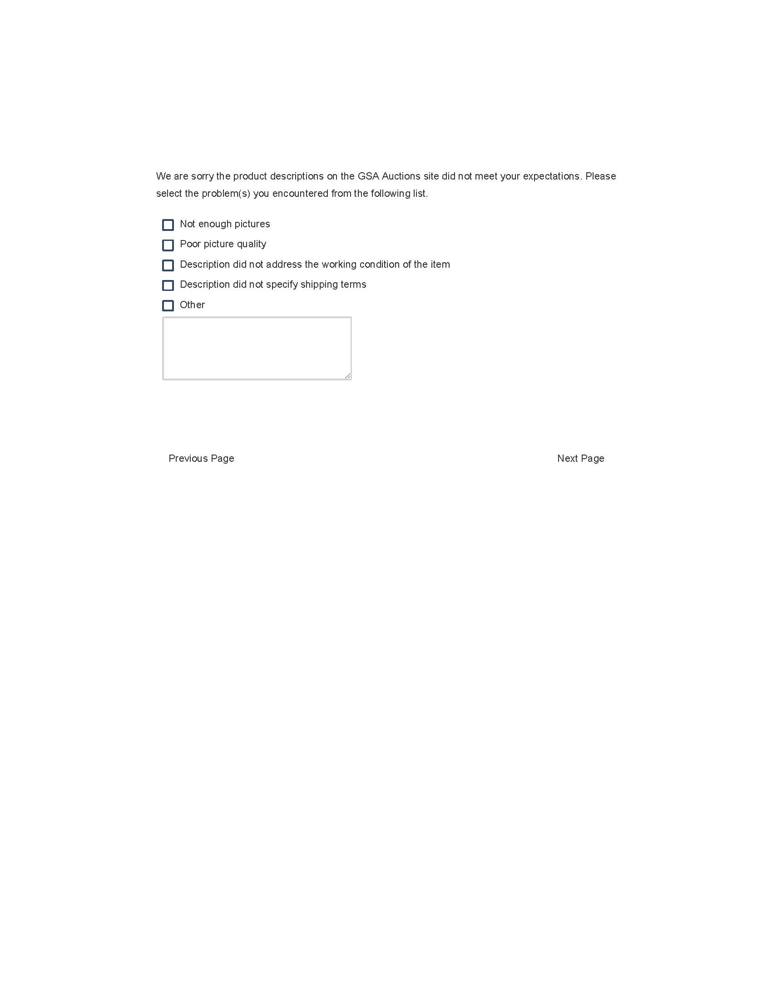 We are sorry the product descriptions on the GSA Auctions site did not meet your expectations. Please
select the problem(s) you encountered from the following list.
Not enough pictures
Poor picture quality
Description did not address the working condition of the item
Description did not specify shipping terms
Other
Previous Page
Next Page